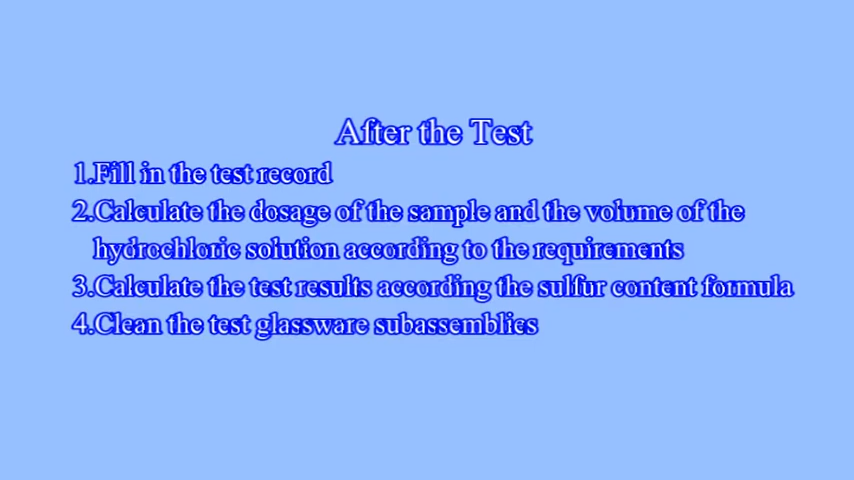 After the Test
1.Fill in the test record
2.Calculate the dosage of the sample and the voiume of the
hydrochloric soiution according to the requirements
3.Calculate the test results according the sulfur content formula
4.Clean the test glassware subassemblies